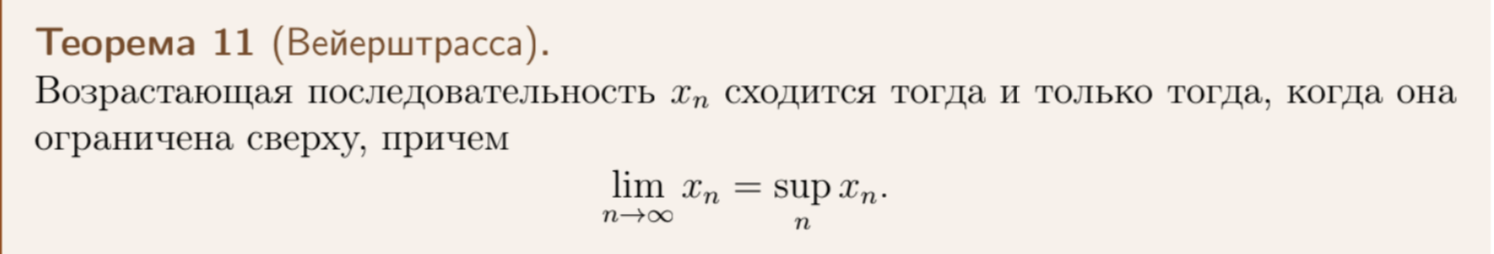 Теорема 11 (Вейерштрасса).
Возрастающая последовательность xₙ сходится тогда и только тогда, когда она
ограничена сверху, причем
lim xₙ = sup xₙ.
n→∞ n